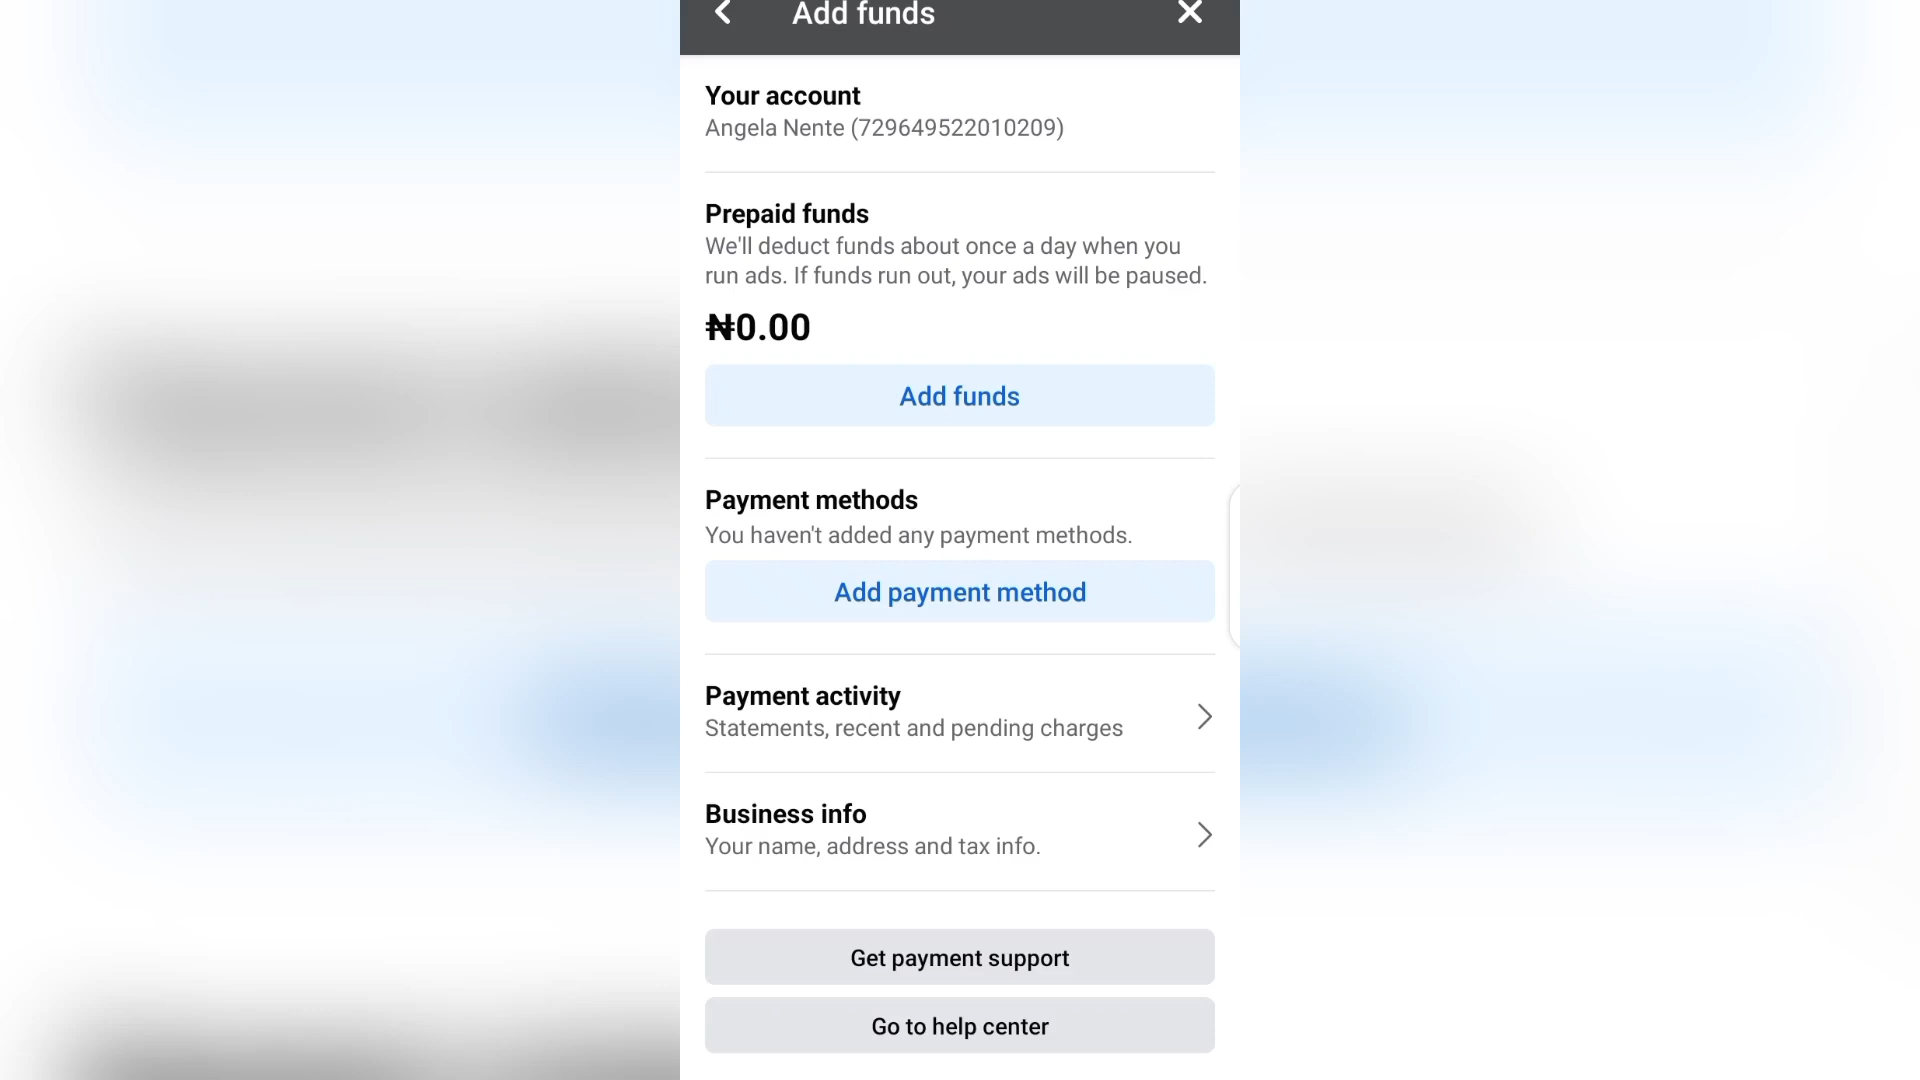 Add funds
Your account
Angela Nente (729649522010209)
Prepaid funds
We'll deduct funds about once a day when you
run ads. If funds run out, your ads will be paused.
₦0.00
Add funds
Payment methods
You haven't added any payment methods.
Add payment method
Payment activity
Statements, recent and pending charges
Business info
Your name, address and tax info.
Get payment support
Go to help center